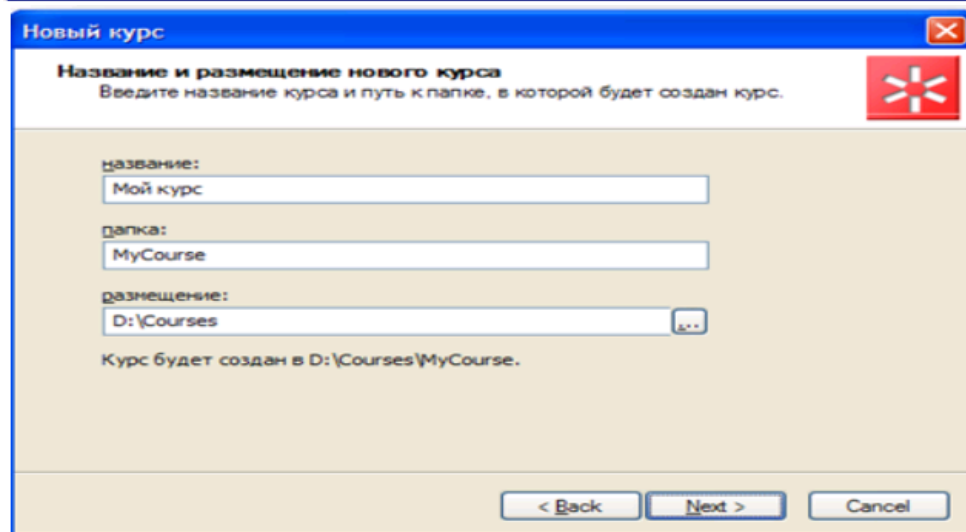 Новый курс
Название и размещение нового курса
Введите название курса и путь к папке, в которой будет создан курс.
название:
Мой курс
папка:
MyCourse
размещение:
D:\Courses
...
Курс будет создан в D:\Courses\MyCourse.
< Back Next > Cancel